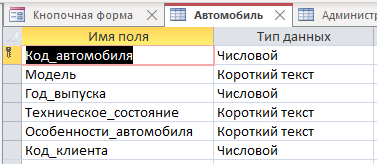 Кнопочная форма Автомобиль Админист
Имя поля Тип данных
Код_автомобиля Числовой
Модель Короткий текст
Год_выпуска Числовой
Техническое_состояние Короткий текст
Особенности_автомобиля Короткий текст
Код_клиента Числовой